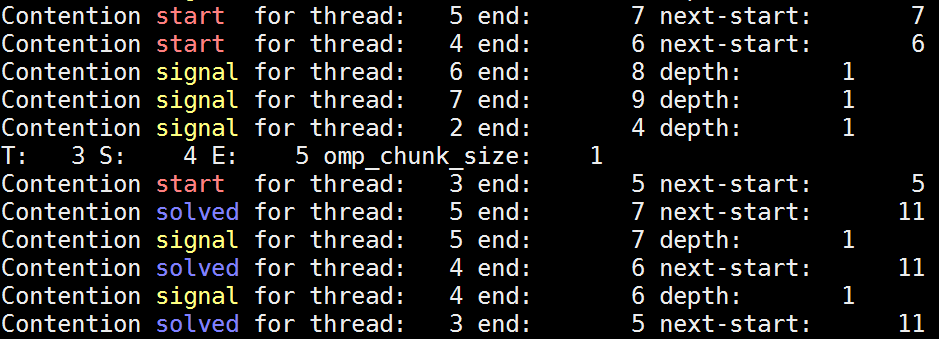 Contention start  for thread:   5 end:        7 next-start:       7
Contention start  for thread:   4 end:        6 next-start:       6
Contention signal for thread:   6 end:        8 depth:       1
Contention signal for thread:   7 end:        9 depth:       1
Contention signal for thread:   2 end:        4 depth:       1
T:   3 S:    4 E:    5 omp_chunk_size:    1
Contention start  for thread:   3 end:        5 next-start:       5
Contention solved for thread:   5 end:        7 next-start:      11
Contention signal for thread:   5 end:        7 depth:       1
Contention solved for thread:   4 end:        6 next-start:      11
Contention signal for thread:   4 end:        6 depth:       1
Contention solved for thread:   3 end:        5 next-start:      11